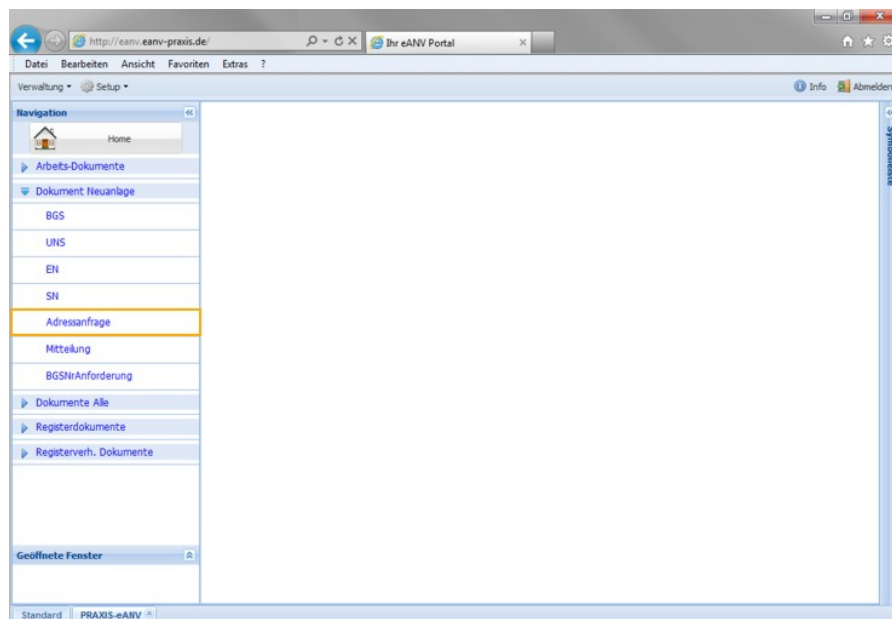 http://eanv.eanv-praxis.de/
Ihr eANV Portal
Datei Bearbeiten Ansicht Favoriten Extras ?
Verwaltung Setup Info Abmelden
Navigation
Home
Symbolleiste
Arbeits-Dokumente
Dokument Neuanlage
BGS
UNS
EN
SN
Adressanfrage
Mitteilung
BGSNrAnforderung
Dokumente Alle
Registerdokumente
Registerverh. Dokumente
Geöffnete Fenster
Standard PRAXIS-eANV